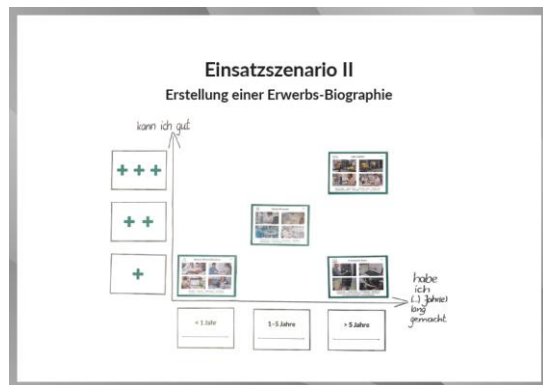 Einsatzszenario II
Erstellung einer Erwerbs-Biographie
kann ich gut
+ + +
+ +
+
habe
ich
(..) Jahr(e)
lang
gemacht
< 1 Jahr
1-5 Jahre
> 5 Jahre